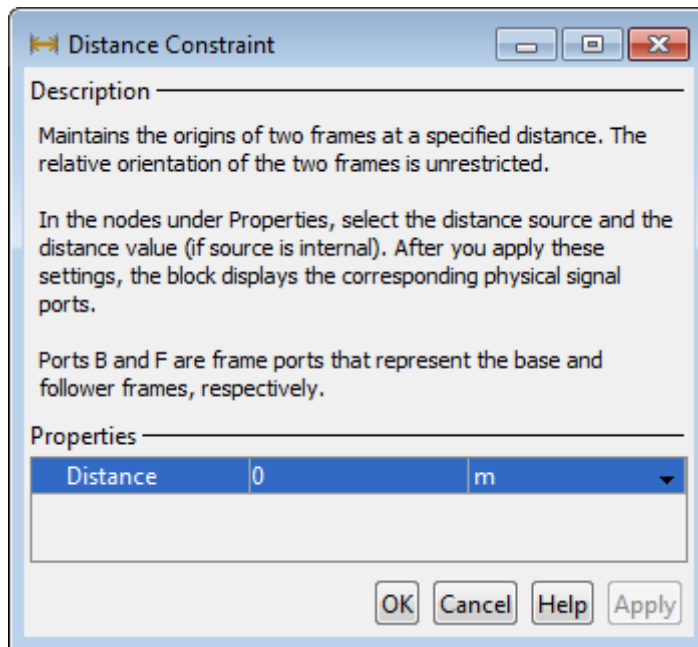 Distance Constraint
Description
Maintains the origins of two frames at a specified distance. The
relative orientation of the two frames is unrestricted.
In the nodes under Properties, select the distance source and the
distance value (if source is internal). After you apply these
settings, the block displays the corresponding physical signal
ports.
Ports B and F are frame ports that represent the base and
follower frames, respectively.
Properties
Distance 0 m
OK Cancel Help Apply